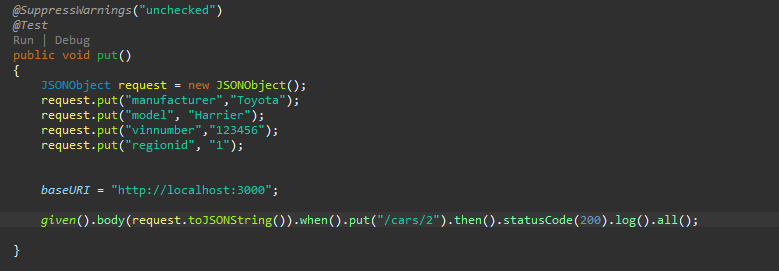 @SuppressWarnings("unchecked")
@Test
Run | Debug
public void put()
{
JSONObject request = new JSONObject();
request.put("manufacturer","Toyota");
request.put("model", "Harrier");
request.put("vinnumber","123456");
request.put("regionid", "1");
baseURI = "http://localhost:3000";
given().body(request.toJSONString()).when().put("/cars/2").then().statusCode(200).log().all();
}